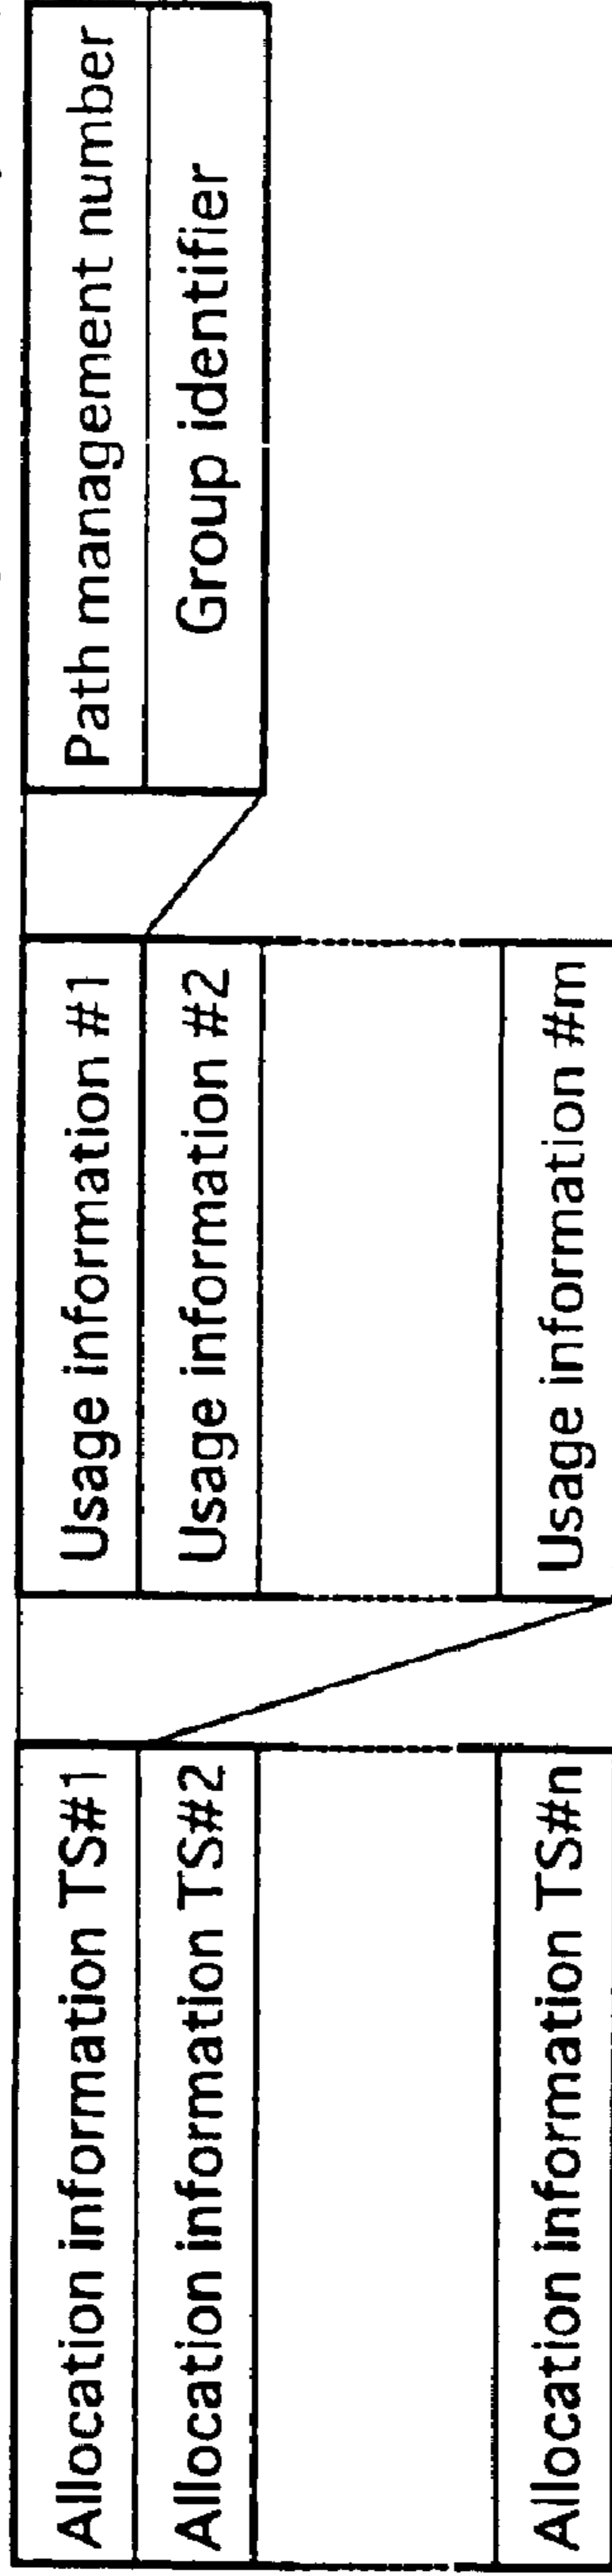 Allocation information TS#1
Allocation information TS#2
Allocation information TS#n
Usage information #1
Usage information #2
Usage information #m
Path management number
Group identifier